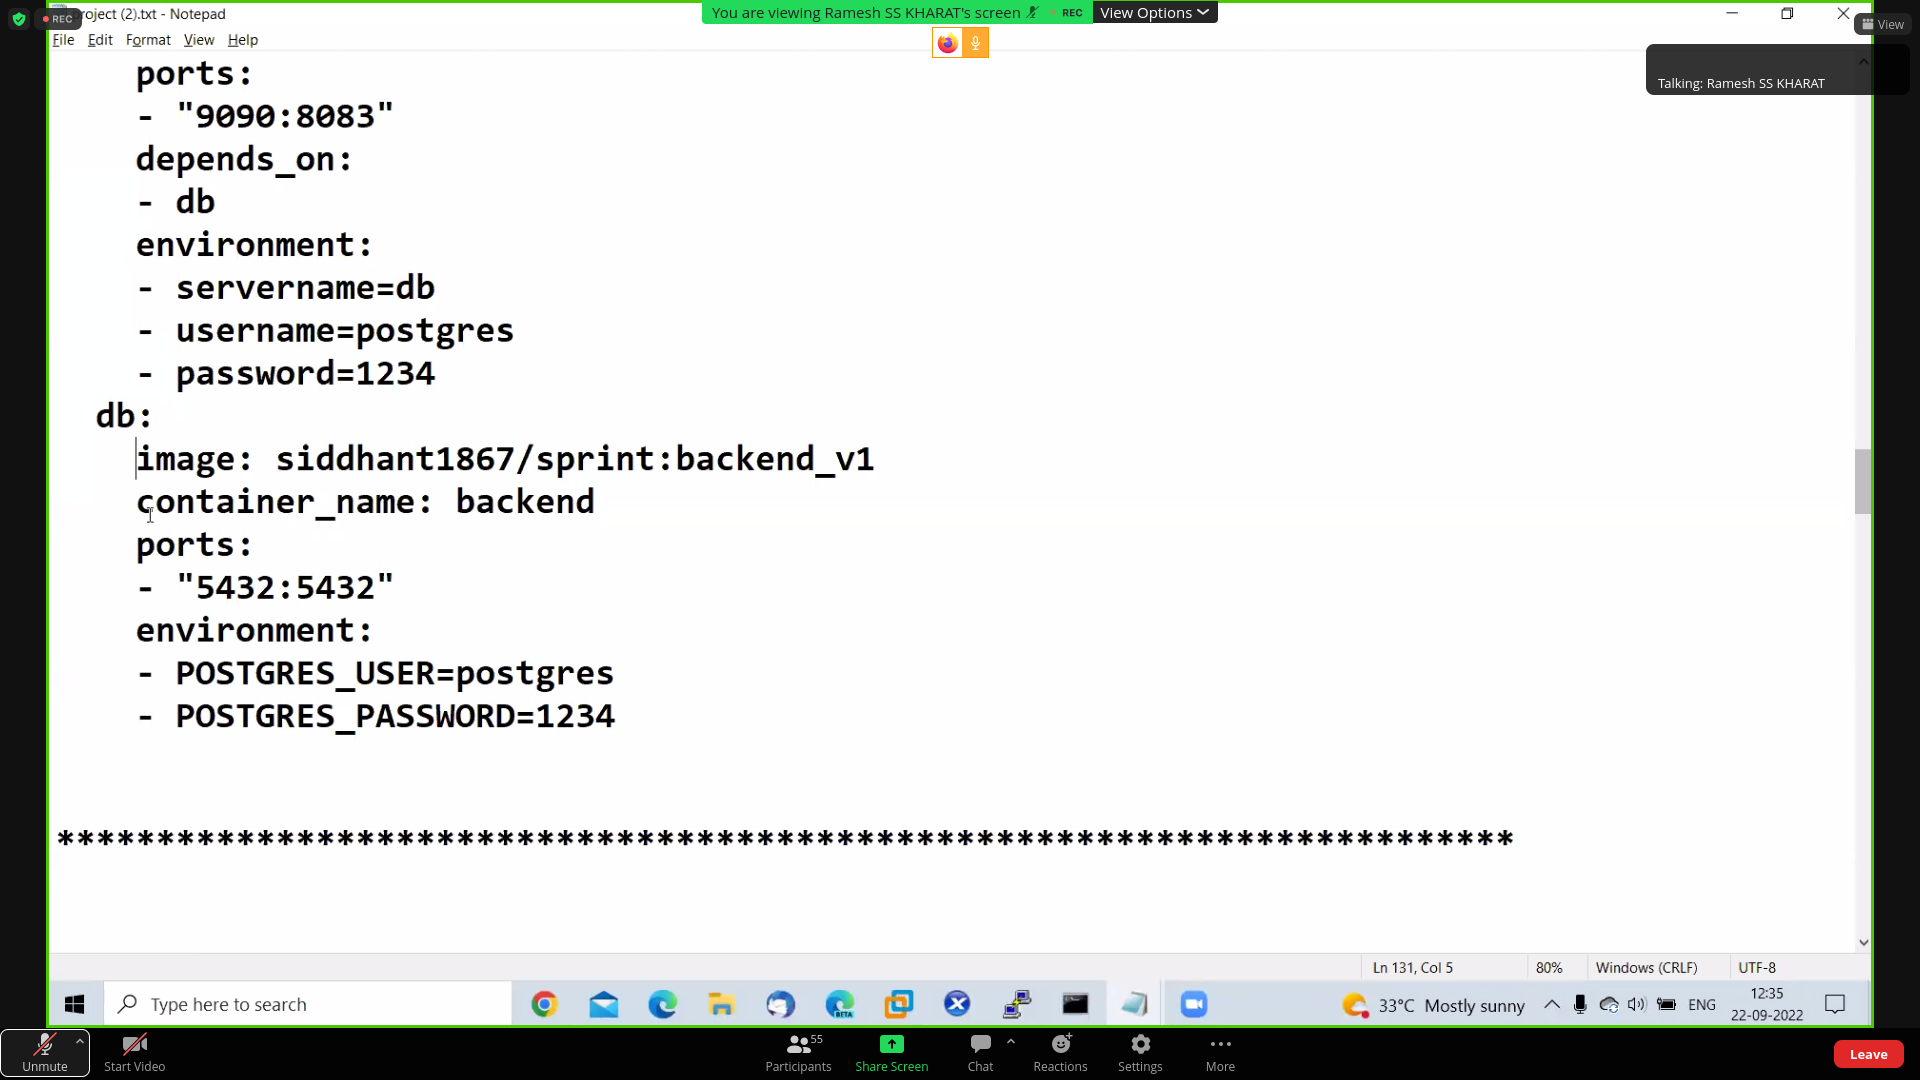 REC
project (2).txt - Notepad
You are viewing Ramesh SS KHARAT's screen
REC
View Options
View
File Edit Format View Help
Talking: Ramesh SS KHARAT
ports:
- "9090:8083"
depends_on:
- db
environment:
- servername=db
- username=postgres
- password=1234
db:
image: siddhant1867/sprint:backend_v1
container_name: backend
ports:
- "5432:5432"
environment:
- POSTGRES_USER=postgres
- POSTGRES_PASSWORD=1234
*************************************************************************
Ln 131, Col 5
80%
Windows (CRLF)
UTF-8
Type here to search
BETA
33°C Mostly sunny
ENG
12:35
22-09-2022
Unmute
Start Video
Participants
55
Share Screen
Chat
Reactions
Settings
More
Leave